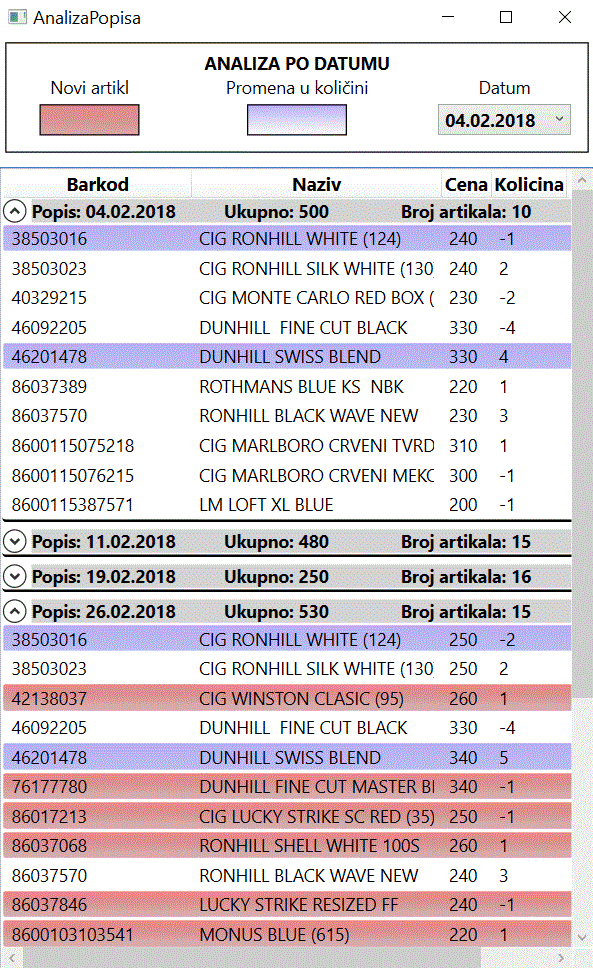 AnalizaPopisa
ANALIZA PO DATUMU
Novi artikl Promena u količini Datum
04.02.2018
Barkod Naziv Cena Kolicina
Popis: 04.02.2018 Ukupno: 500 Broj artikala: 10
38503016 CIG RONHILL WHITE (124) 240 -1
38503023 CIG RONHILL SILK WHITE (130 240 2
40329215 CIG MONTE CARLO RED BOX ( 230 -2
46092205 DUNHILL  FINE CUT BLACK 330 -4
46201478 DUNHILL SWISS BLEND 330 4
86037389 ROTHMANS BLUE KS  NBK 220 1
86037570 RONHILL BLACK WAVE NEW 230 3
8600115075218 CIG MARLBORO CRVENI TVRD 310 1
8600115076215 CIG MARLBORO CRVENI MEKC 300 -1
8600115387571 LM LOFT XL BLUE 200 -1
Popis: 11.02.2018 Ukupno: 480 Broj artikala: 15
Popis: 19.02.2018 Ukupno: 250 Broj artikala: 16
Popis: 26.02.2018 Ukupno: 530 Broj artikala: 15
38503016 CIG RONHILL WHITE (124) 250 -2
38503023 CIG RONHILL SILK WHITE (130 250 2
42138037 CIG WINSTON CLASIC (95) 260 1
46092205 DUNHILL  FINE CUT BLACK 330 -4
46201478 DUNHILL SWISS BLEND 340 5
76177780 DUNHILL FINE CUT MASTER BI 340 -1
86017213 CIG LUCKY STRIKE SC RED (35) 250 -1
86037068 RONHILL SHELL WHITE 100S 260 1
86037570 RONHILL BLACK WAVE NEW 240 3
86037846 LUCKY STRIKE RESIZED FF 240 -1
8600103103541 MONUS BLUE (615) 220 1